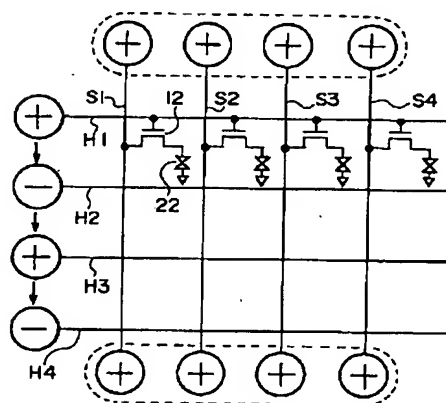 + + + +
S1 12 S2 S3 S4
+
H1
−
H2 22
+
H3
−
H4
+ + + +